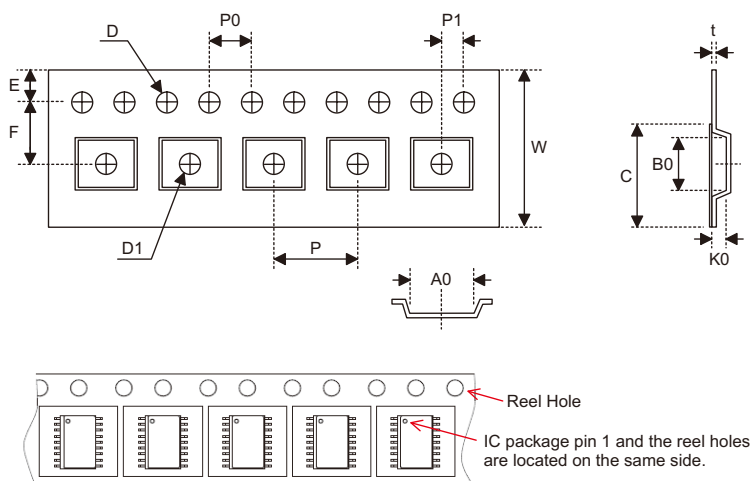 D
P0
P1
t
E
F
W
C
B0
D1
P
K0
A0
Reel Hole
IC package pin 1 and the reel holes
are located on the same side.